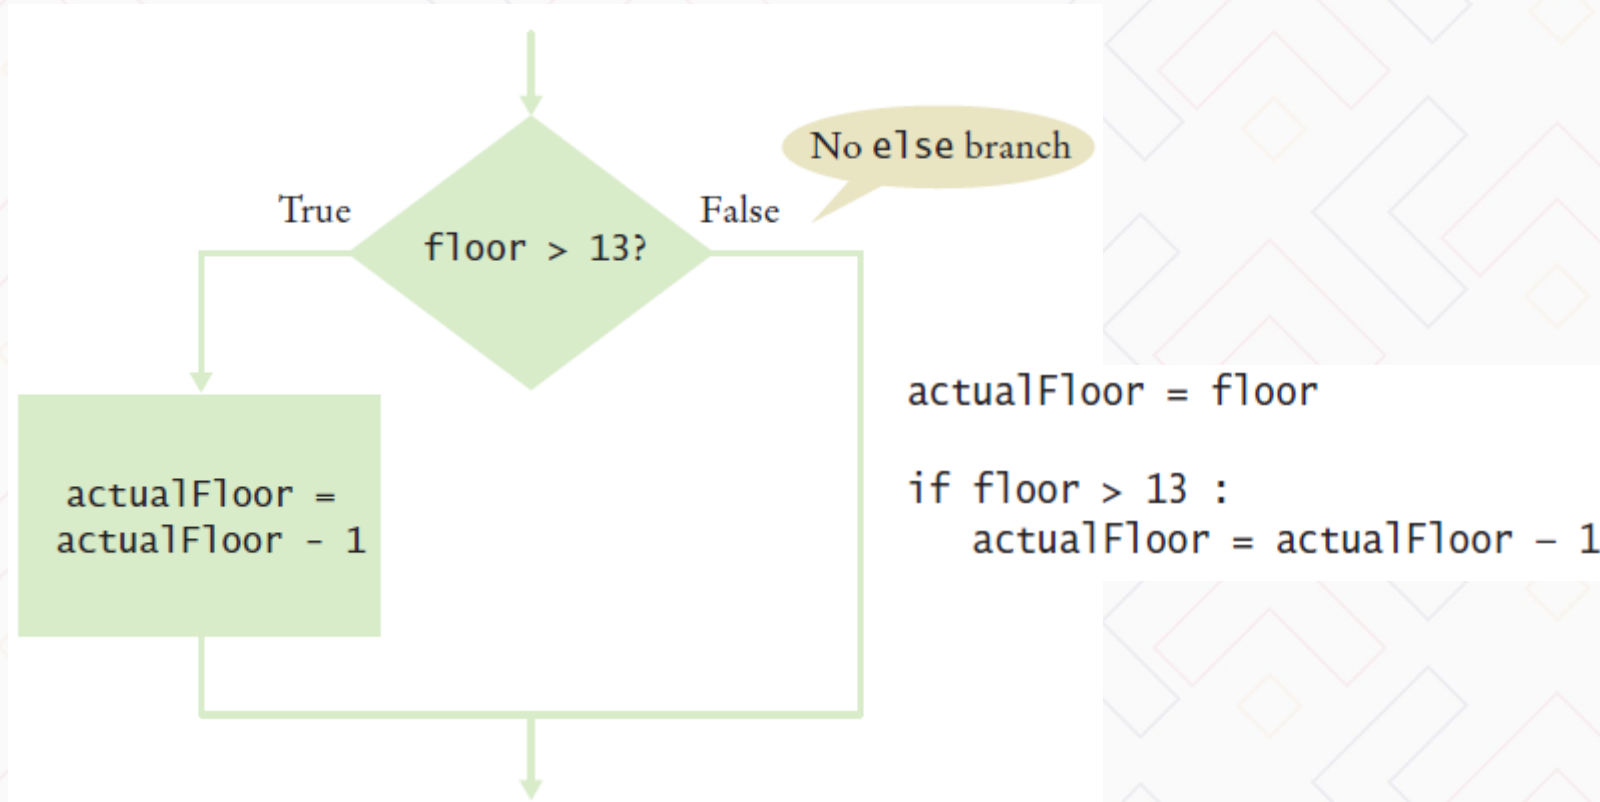 No else branch
True
False
floor > 13?
actualFloor =
actualFloor - 1
actualFloor = floor
if floor > 13 :
actualFloor = actualFloor – 1